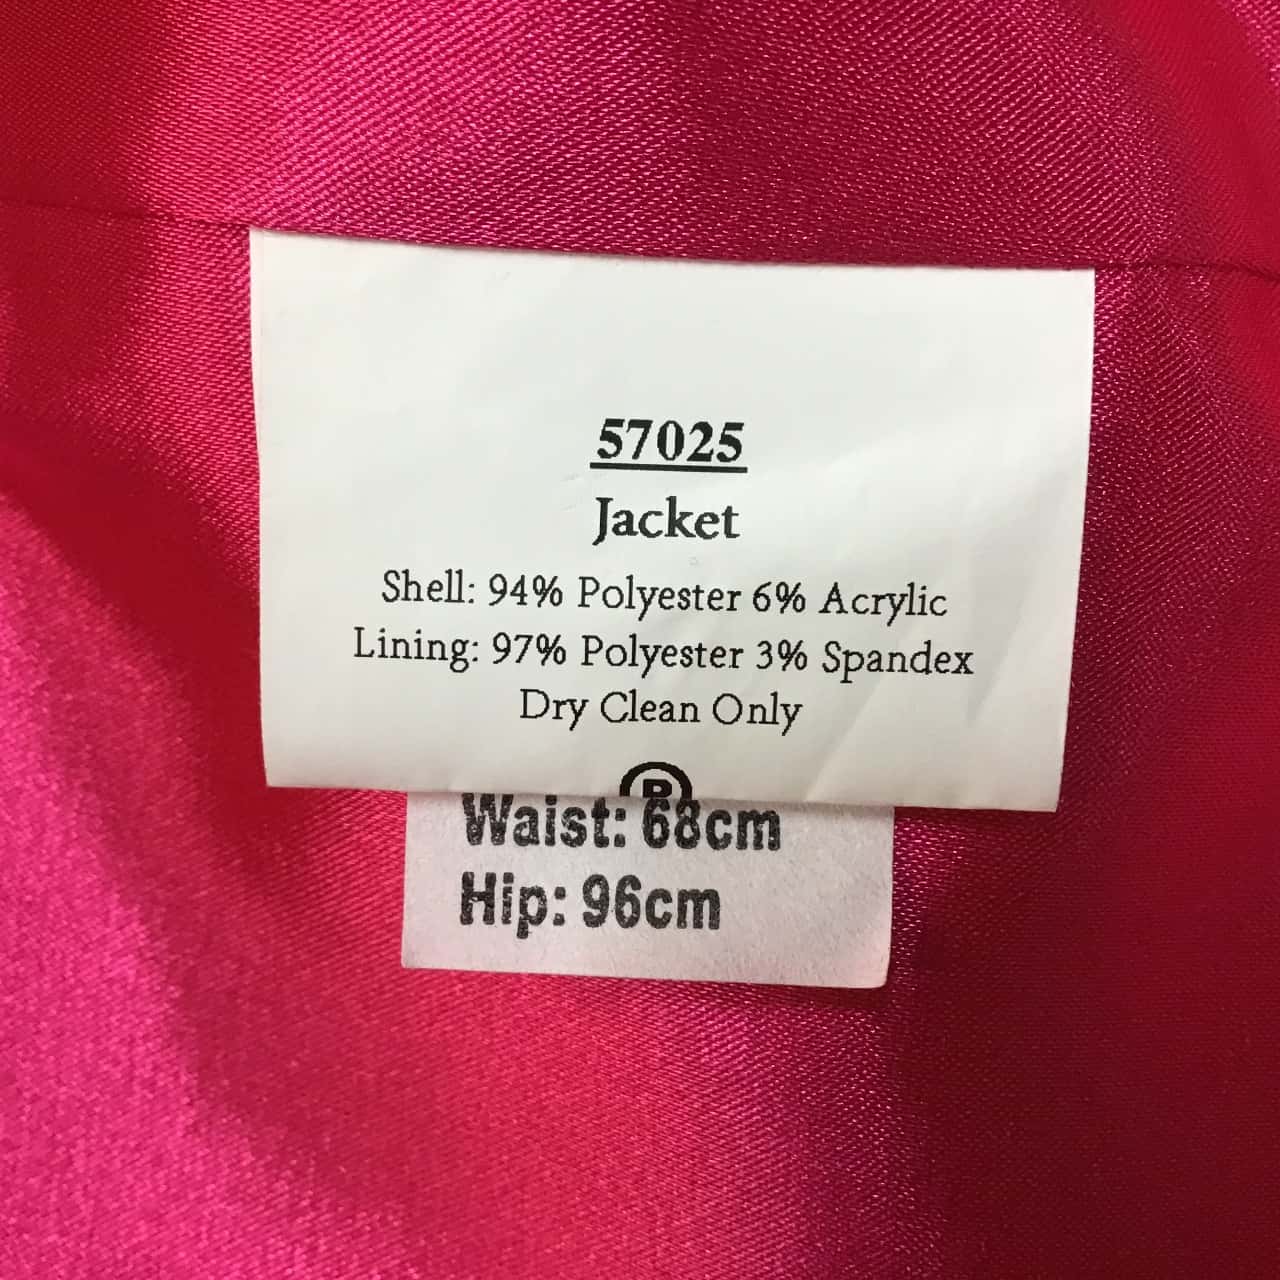 57025
Jacket
Shell: 94% Polyester 6% Acrylic
Lining: 97% Polyester 3% Spandex
Dry Clean Only
Ⓟ
Waist: 68cm
Hip: 96cm